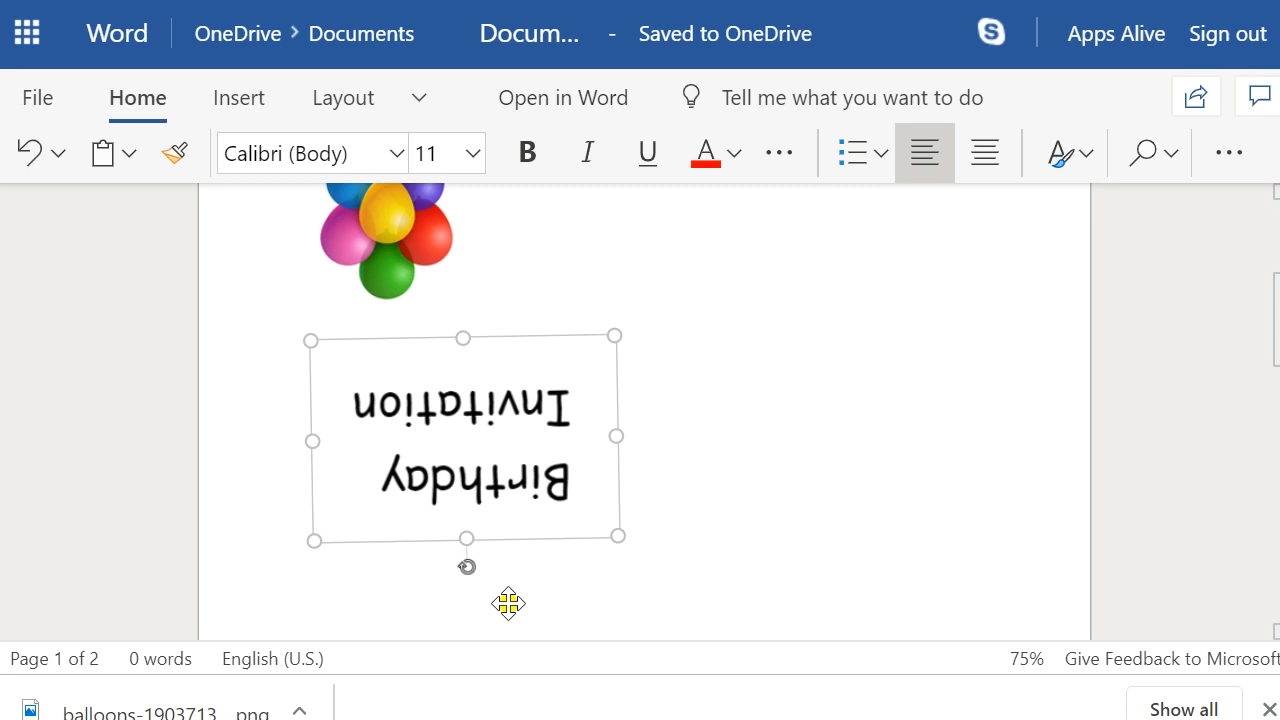 Word OneDrive > Documents Docum... - Saved to OneDrive Apps Alive Sign out
File Home Insert Layout Open in Word Tell me what you want to do
Calibri (Body) 11 B I U A
Birthday
Invitation
Page 1 of 2 0 words English (U.S.) 75% Give Feedback to Microsoft
balloons-1903713_.png Show all